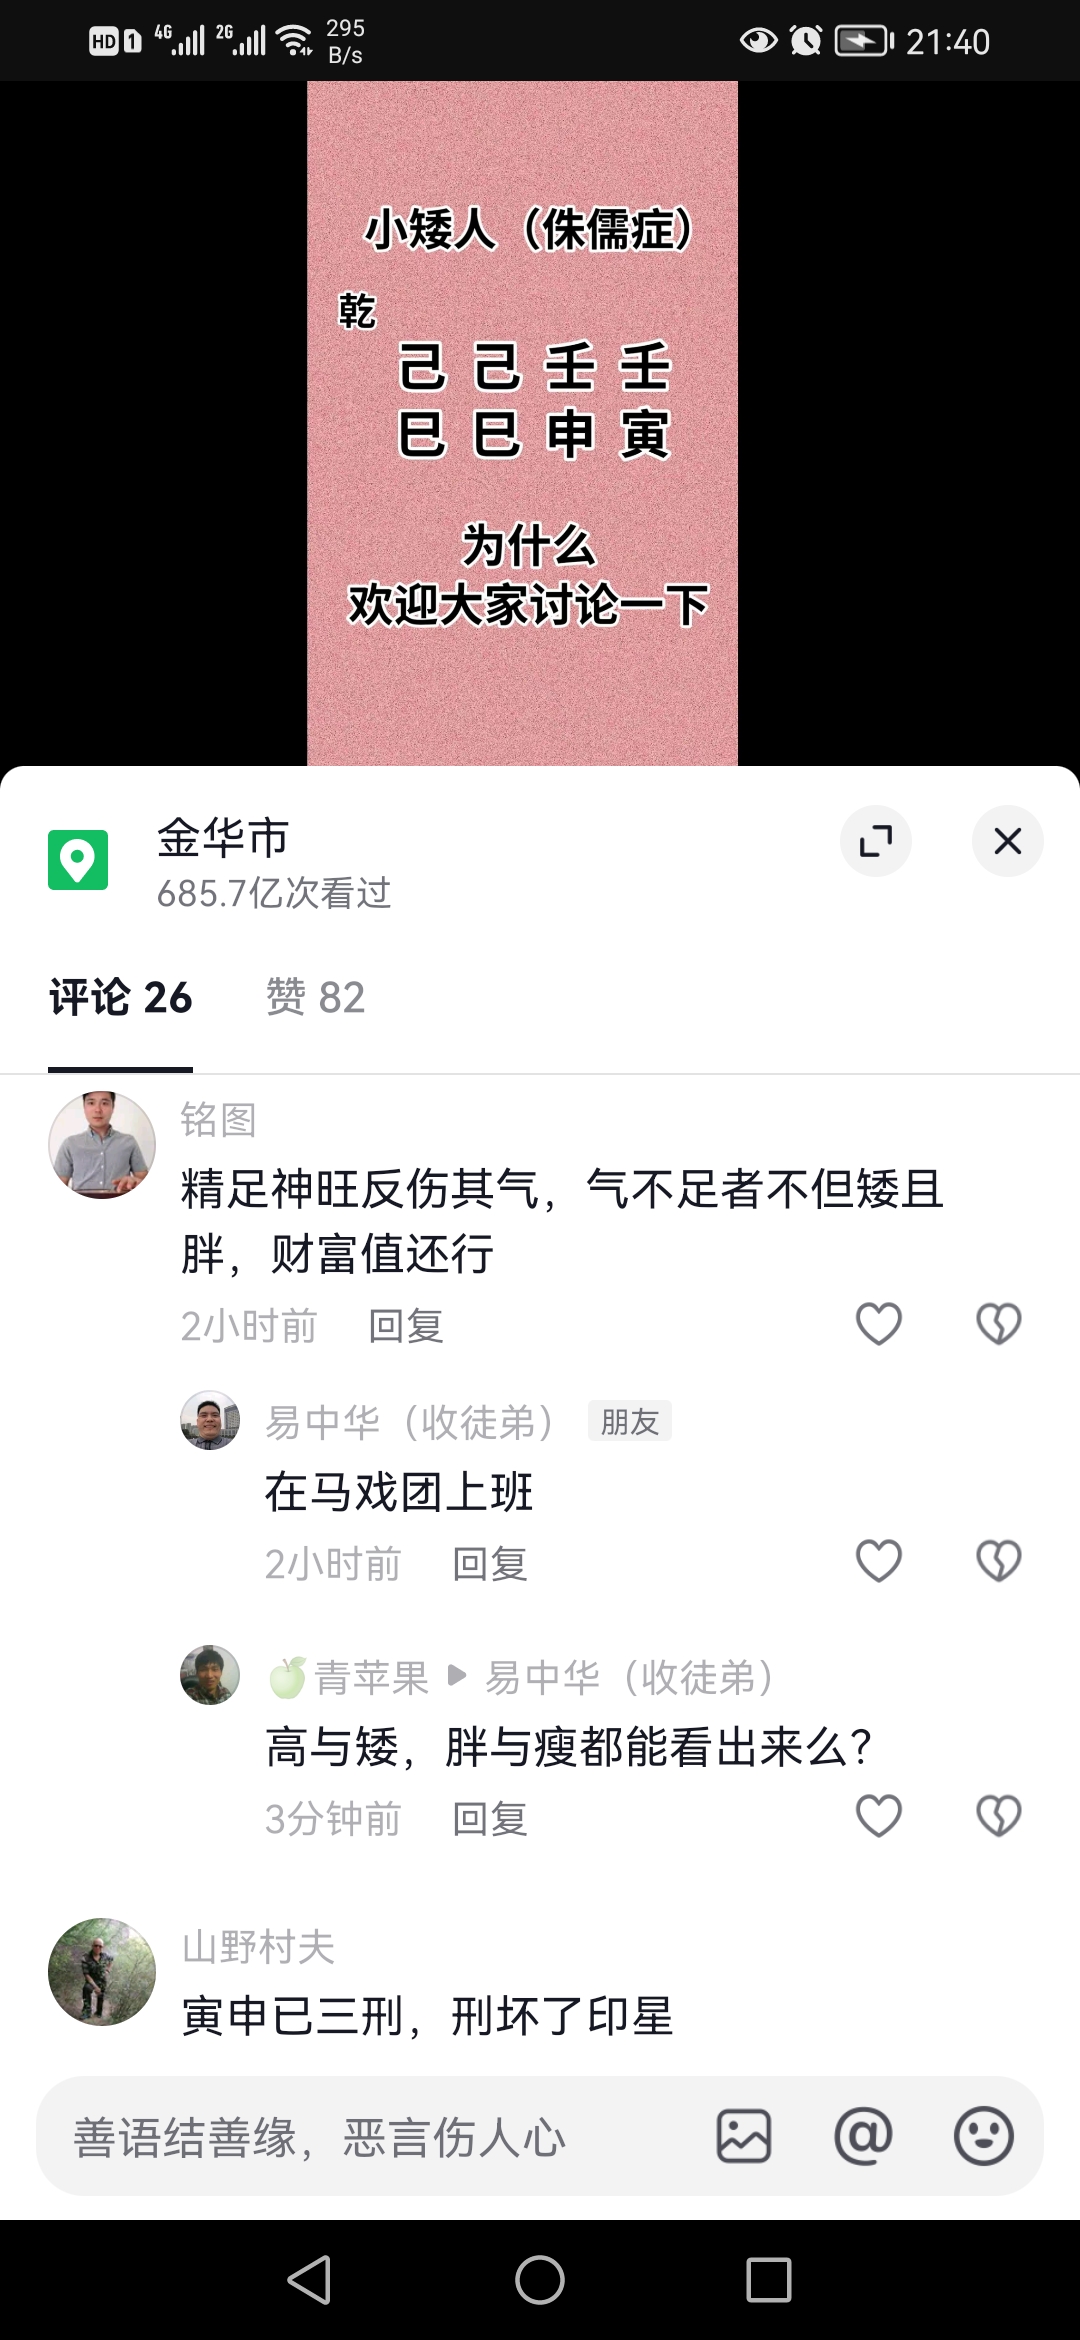 HD 1 4G 2G 295 B/s 21:40
小矮人（侏儒症）
乾
己 己 壬 壬
巳 巳 申 寅
为什么
欢迎大家讨论一下
金华市
685.7亿次看过
评论 26 赞 82
铭图
精足神旺反伤其气，气不足者不但矮且
胖，财富值还行
2小时前 回复
易中华（收徒弟） 朋友
在马戏团上班
2小时前 回复
🍏青苹果 ▶ 易中华（收徒弟）
高与矮，胖与瘦都能看出来么？
3分钟前 回复
山野村夫
寅申已三刑，刑坏了印星
善语结善缘，恶言伤人心 @